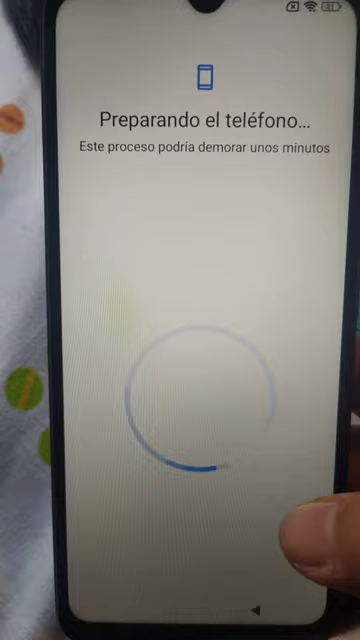 Preparando el teléfono...
Este proceso podría demorar unos minutos